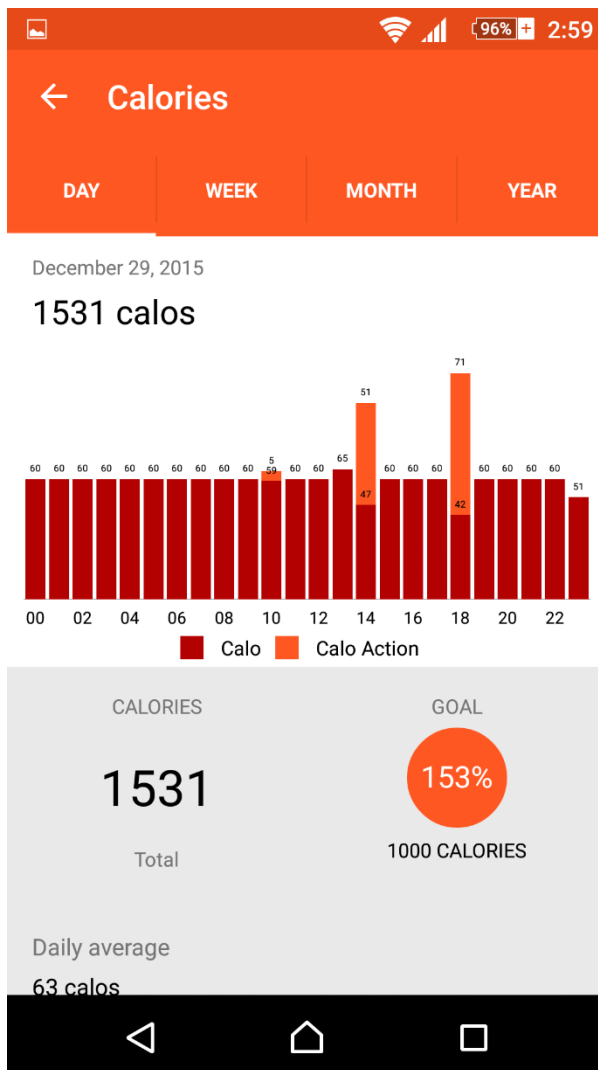 96% 2:59
Calories
DAY WEEK MONTH YEAR
December 29, 2015
1531 calos
71
51
5 65
60 60 60 60 60 60 60 60 60 60 59 60 60 60 60 60 60 60 60 60
47 42 51
00 02 04 06 08 10 12 14 16 18 20 22
Calo Calo Action
CALORIES GOAL
1531 153%
Total 1000 CALORIES
Daily average
63 calos